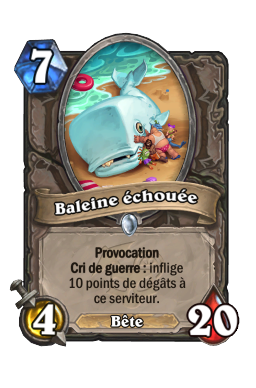 7
Baleine échouée
Provocation
Cri de guerre : inflige
10 points de dégâts à
ce serviteur.
4
Bête
20